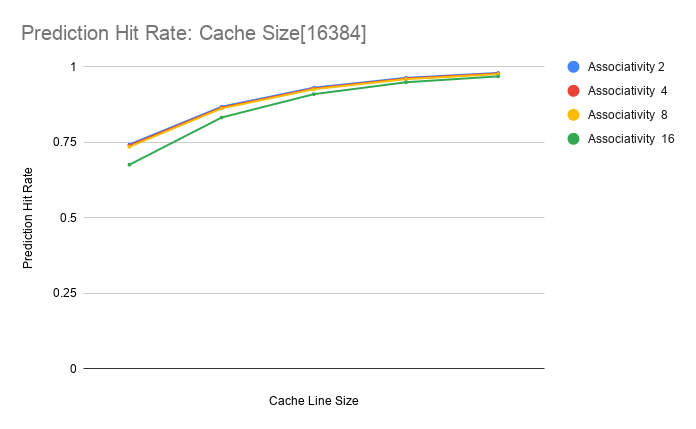 Prediction Hit Rate: Cache Size[16384]
Associativity 2
Associativity 4
Associativity 8
Associativity 16
1
0.75
0.5
0.25
0
Prediction Hit Rate
Cache Line Size